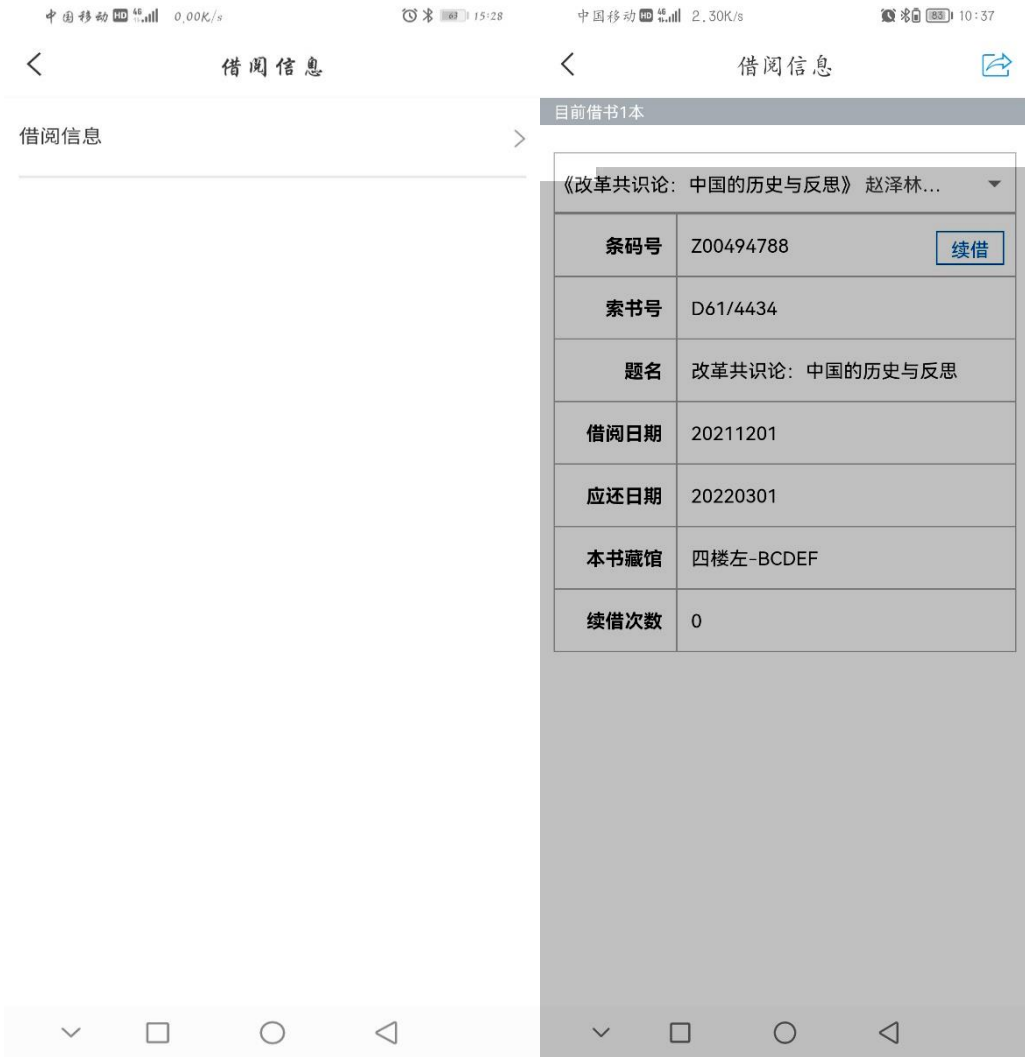 中国移动 HD 4G 0.00K/s 63 15:28
借阅信息
借阅信息
中国移动 HD 4G 2.30K/s 83 10:37
借阅信息
目前借书1本
《改革共识论：中国的历史与反思》 赵泽林...
条码号 Z00494788 续借
索书号 D61/4434
题名 改革共识论：中国的历史与反思
借阅日期 20211201
应还日期 20220301
本书藏馆 四楼左-BCDEF
续借次数 0